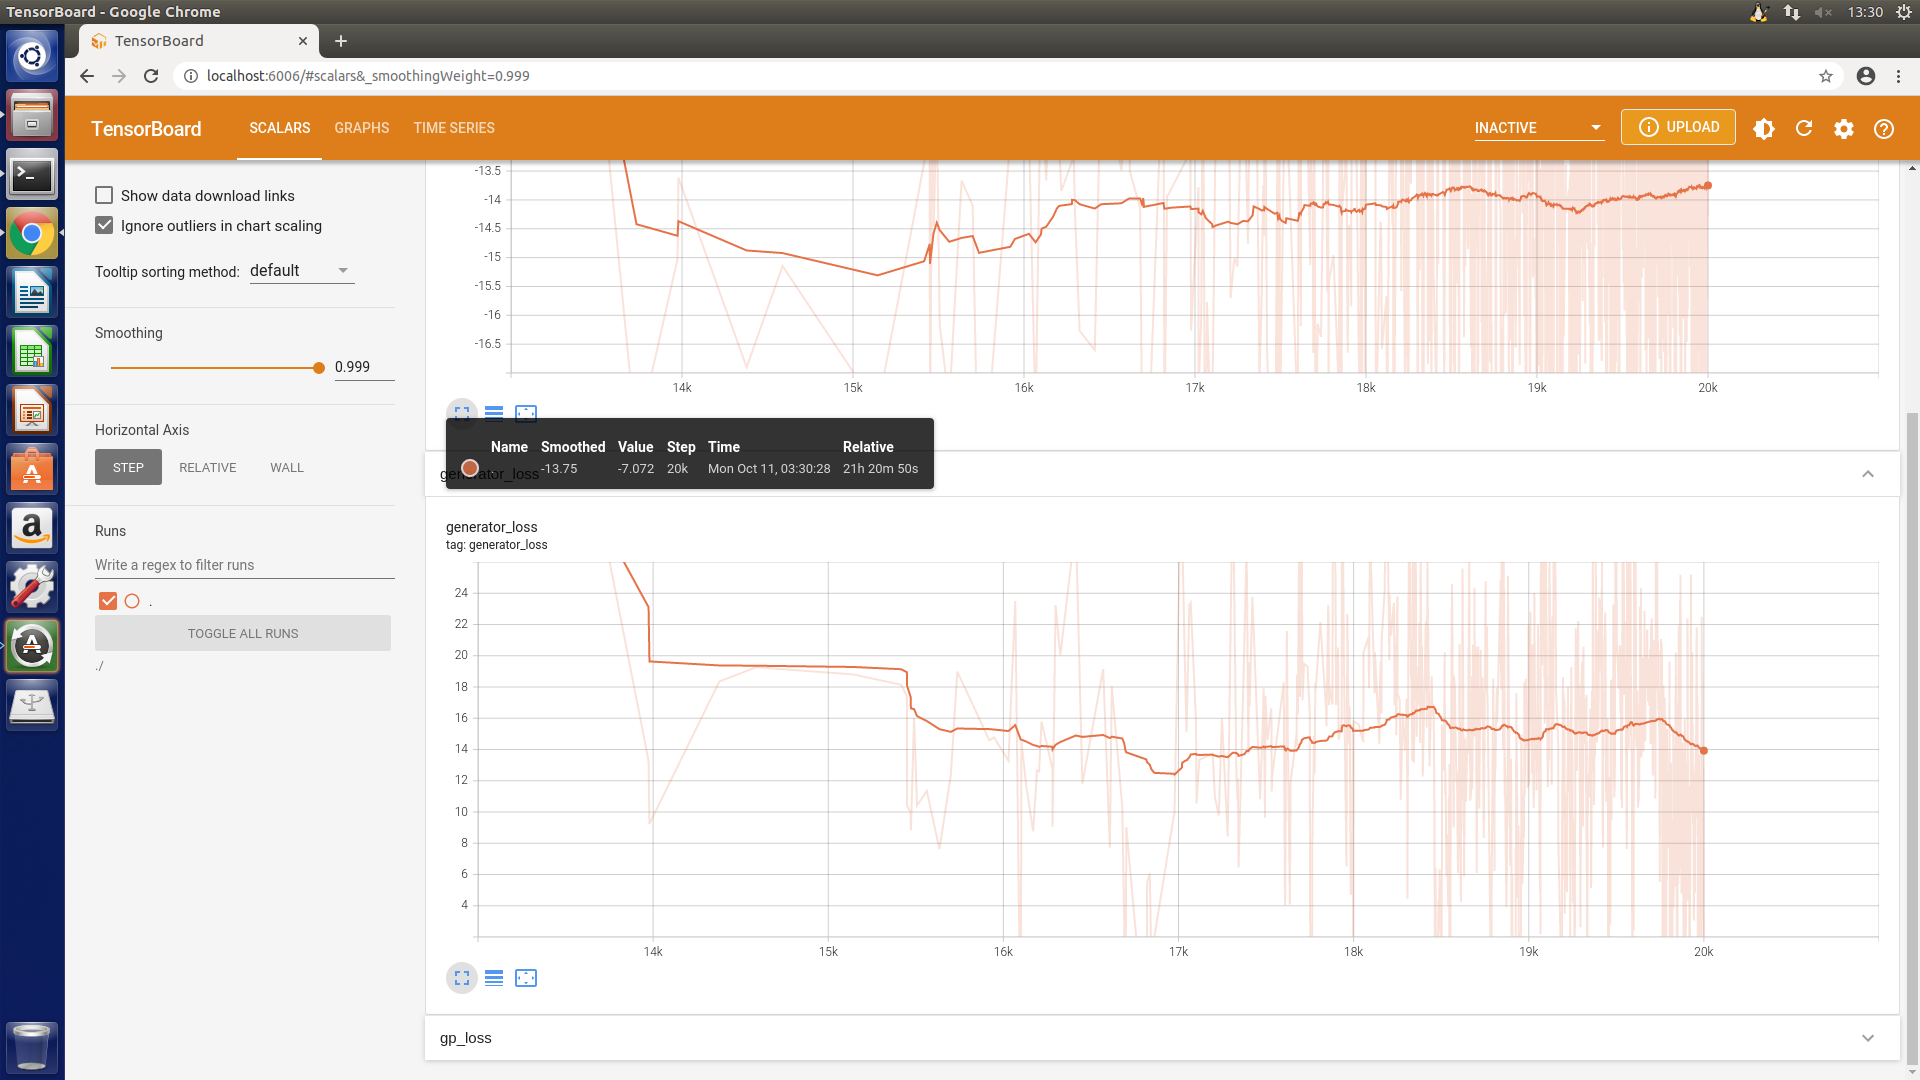 TensorBoard - Google Chrome
13:30
TensorBoard
localhost:6006/#scalars&_smoothingWeight=0.999
TensorBoard
SCALARS
GRAPHS
TIME SERIES
INACTIVE
UPLOAD
Show data download links
Ignore outliers in chart scaling
Tooltip sorting method: default
Smoothing
0.999
Horizontal Axis
STEP
RELATIVE
WALL
Runs
Write a regex to filter runs
.
TOGGLE ALL RUNS
./
-13.5
-14
-14.5
-15
-15.5
-16
-16.5
14k 15k 16k 17k 18k 19k 20k
Name Smoothed Value Step Time Relative
. -13.75 -7.072 20k Mon Oct 11, 03:30:28 21h 20m 50s
generator_loss
generator_loss
tag: generator_loss
24
22
20
18
16
14
12
10
8
6
4
14k 15k 16k 17k 18k 19k 20k
gp_loss